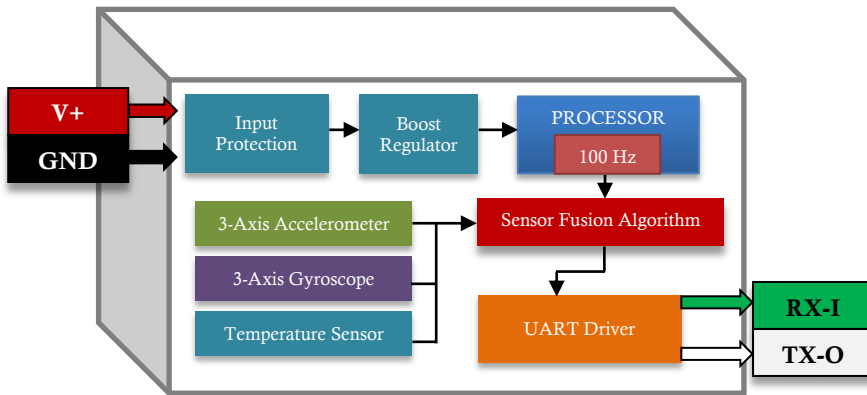 V+
GND
Input
Protection
Boost
Regulator
PROCESSOR
100 Hz
3-Axis Accelerometer
Sensor Fusion Algorithm
3-Axis Gyroscope
Temperature Sensor
UART Driver
RX-I
TX-O